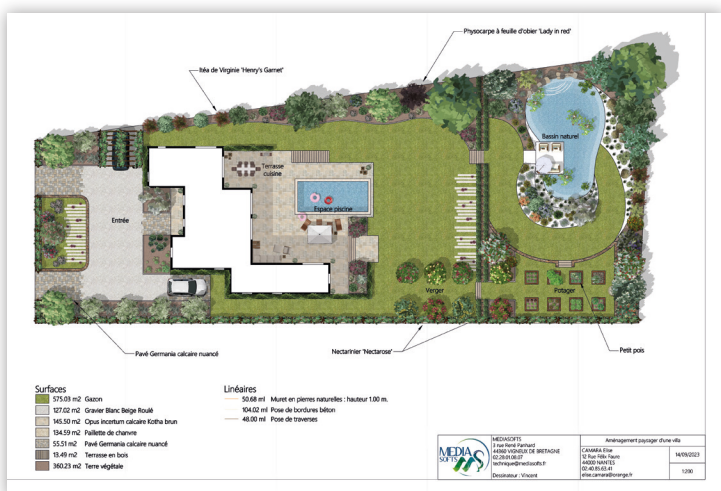 Physocarpe à feuille d'obier 'Lady in red'
Itéa de Virginie 'Henry's Garnet'
Bassin naturel
Terrasse
cuisine
Espace piscine
Entrée
Verger
Potager
Pavé Germania calcaire nuancé
Nectarinier 'Nectarose'
Petit pois
Surfaces
575.03 m2 Gazon
127.02 m2 Gravier Blanc Beige Roulé
145.50 m2 Opus incertum calcaire Kotha brun
134.59 m2 Paillette de chanvre
55.51 m2 Pavé Germania calcaire nuancé
13.49 m2 Terrasse en bois
360.23 m2 Terre végétale
Linéaires
50.68 ml Muret en pierres naturelles : hauteur 1.00 m.
104.02 ml Pose de bordures béton
48.00 ml Pose de traverses
MEDIA
SOFTS
MEDIASOFTS
3 rue René Panhard
44360 VIGNEUX DE BRETAGNE
02.28.01.08.07
technique@mediasofts.fr
Dessinateur : Vincent
Aménagement paysager d'une villa
CAMARA Elise
12 Rue Félix Faure
44000 NANTES
02.40.85.63.41
elise.camara@orange.fr
14/09/2023
1/200